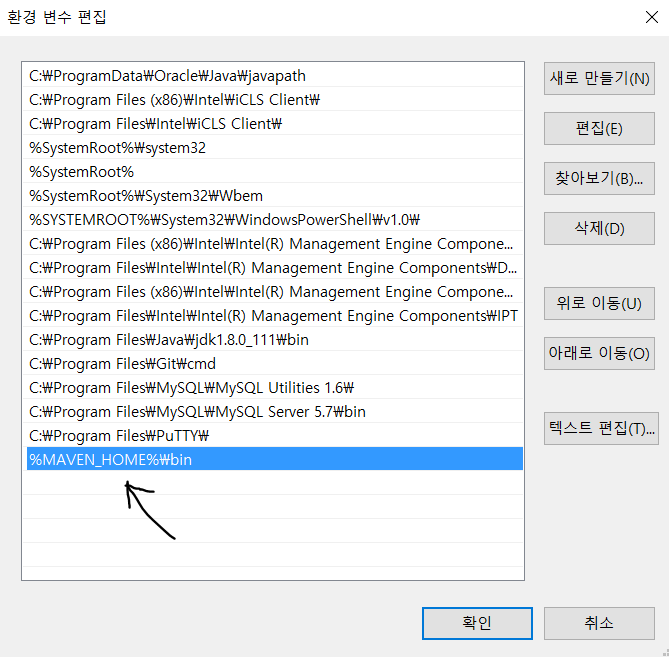 환경 변수 편집
C:₩ProgramData₩Oracle₩Java₩javapath
C:₩Program Files (x86)₩Intel₩iCLS Client₩
C:₩Program Files₩Intel₩iCLS Client₩
%SystemRoot%₩system32
%SystemRoot%
%SystemRoot%₩System32₩Wbem
%SYSTEMROOT%₩System32₩WindowsPowerShell₩v1.0₩
C:₩Program Files (x86)₩Intel₩Intel(R) Management Engine Compone...
C:₩Program Files₩Intel₩Intel(R) Management Engine Components₩D...
C:₩Program Files (x86)₩Intel₩Intel(R) Management Engine Compone...
C:₩Program Files₩Intel₩Intel(R) Management Engine Components₩IPT
C:₩Program Files₩Java₩jdk1.8.0_111₩bin
C:₩Program Files₩Git₩cmd
C:₩Program Files₩MySQL₩MySQL Utilities 1.6₩
C:₩Program Files₩MySQL₩MySQL Server 5.7₩bin
C:₩Program Files₩PuTTY₩
%MAVEN_HOME%₩bin
새로 만들기(N)
편집(E)
찾아보기(B)...
삭제(D)
위로 이동(U)
아래로 이동(O)
텍스트 편집(T)...
확인
취소